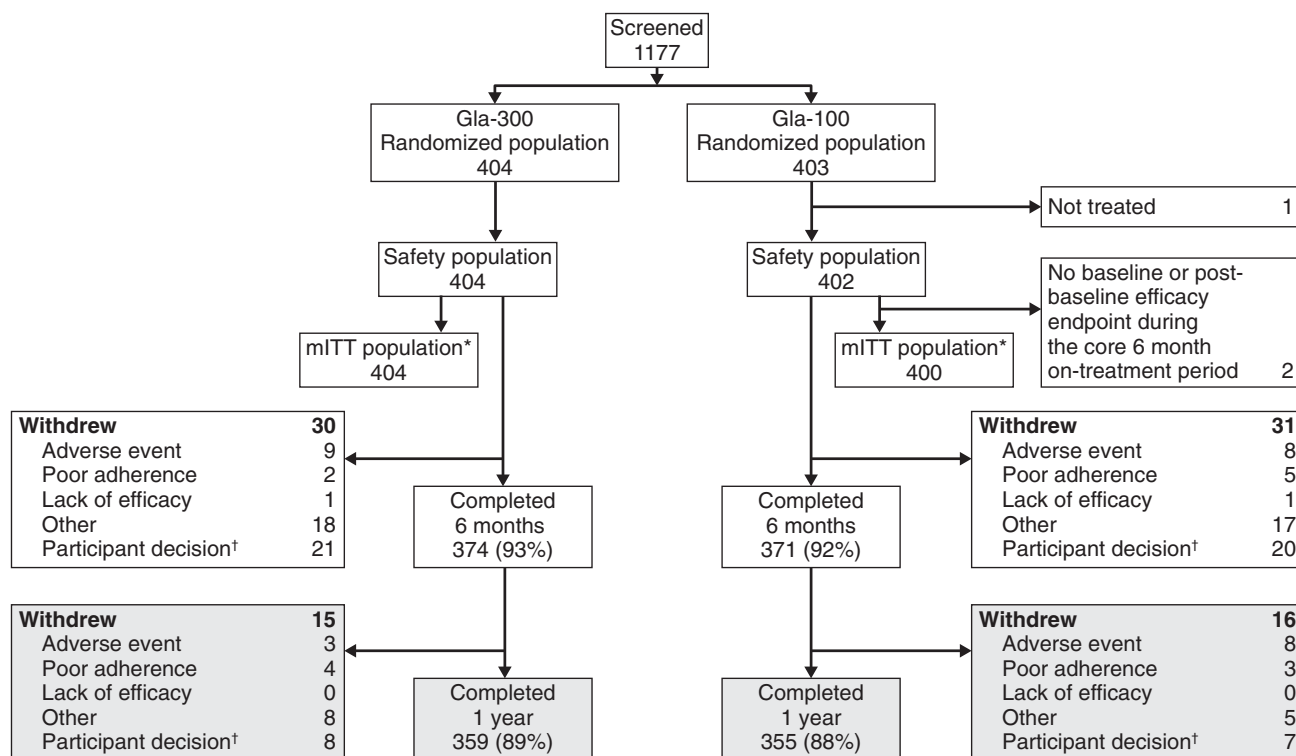 Screened
1177
Gla-300
Randomized population
404
Gla-100
Randomized population
403
Not treated 1
Safety population
404
Safety population
402
No baseline or post-
baseline efficacy
endpoint during
the core 6 month
on-treatment period 2
mITT population*
404
mITT population*
400
Withdrew 30
Adverse event 9
Poor adherence 2
Lack of efficacy 1
Other 18
Participant decision† 21
Completed
6 months
374 (93%)
Completed
6 months
371 (92%)
Withdrew 31
Adverse event 8
Poor adherence 5
Lack of efficacy 1
Other 17
Participant decision† 20
Withdrew 15
Adverse event 3
Poor adherence 4
Lack of efficacy 0
Other 8
Participant decision† 8
Completed
1 year
359 (89%)
Completed
1 year
355 (88%)
Withdrew 16
Adverse event 8
Poor adherence 3
Lack of efficacy 0
Other 5
Participant decision† 7